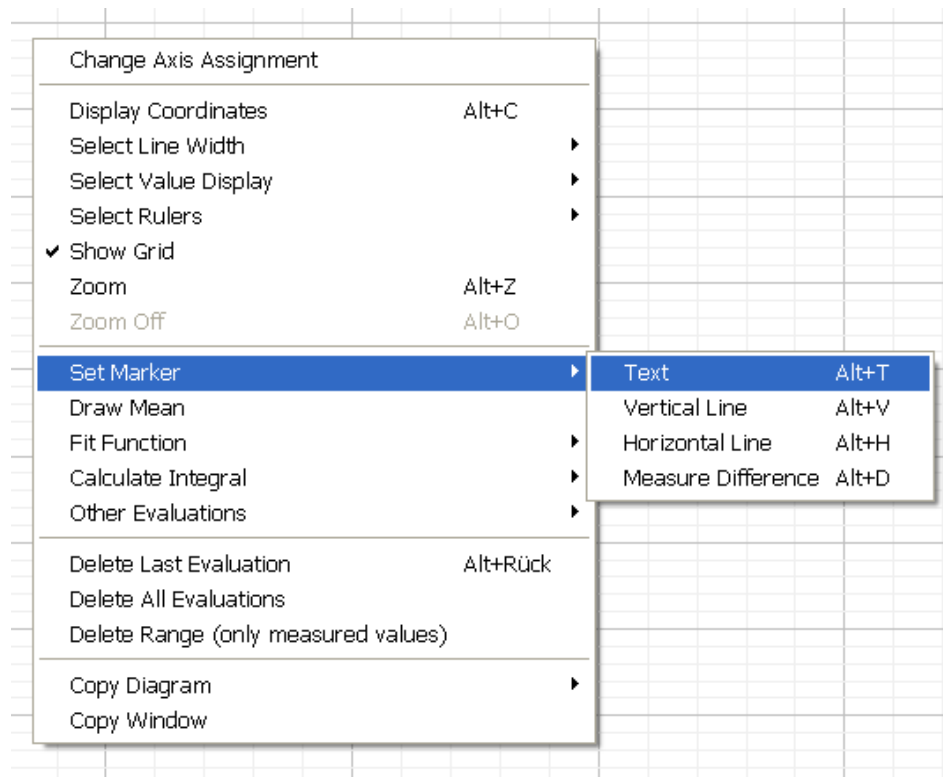 Change Axis Assignment
Display Coordinates Alt+C
Select Line Width
Select Value Display
Select Rulers
Show Grid
Zoom Alt+Z
Zoom Off Alt+O
Set Marker
Draw Mean
Fit Function
Calculate Integral
Other Evaluations
Delete Last Evaluation Alt+Rück
Delete All Evaluations
Delete Range (only measured values)
Copy Diagram
Copy Window
Text Alt+T
Vertical Line Alt+V
Horizontal Line Alt+H
Measure Difference Alt+D